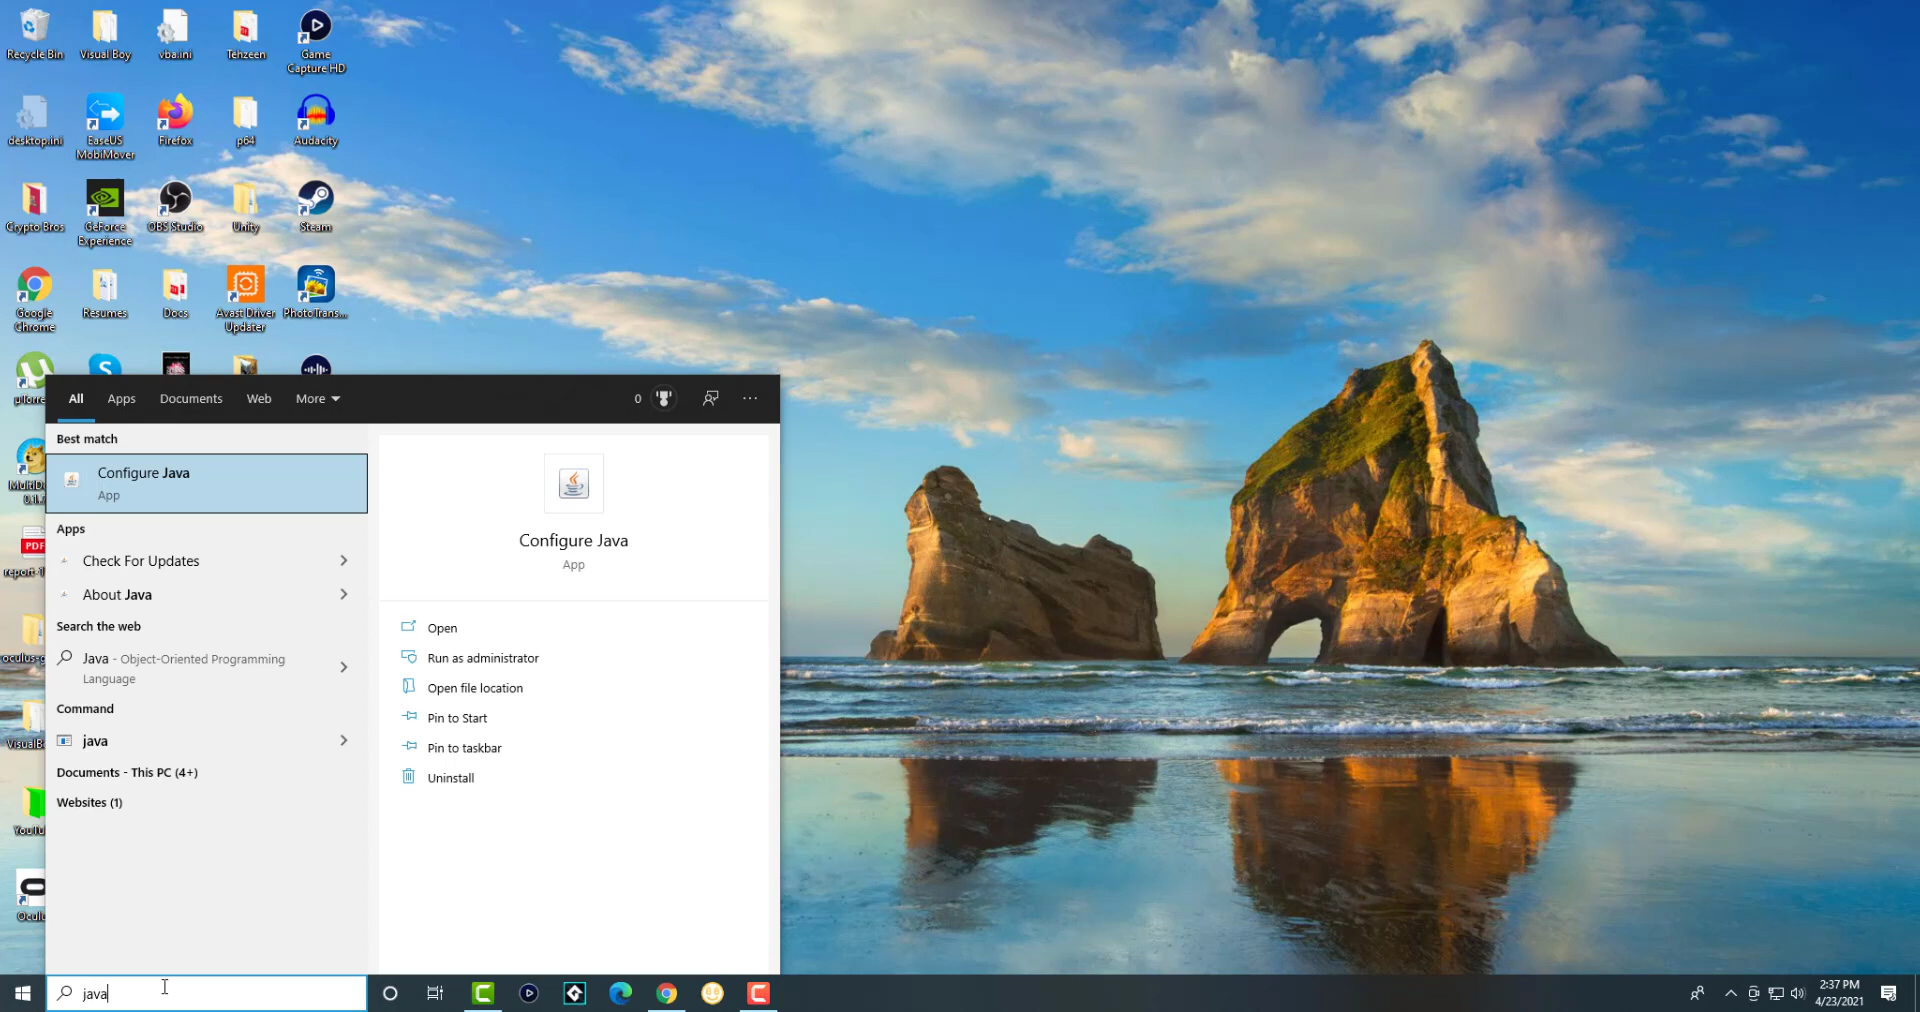 Recycle Bin
Visual Boy
vba.ini
Tehzeen
Game
Capture HD
desktop.ini
EaseUS
MobiMover
Firefox
p64
Audacity
Crypto Bros
GeForce
Experience
OBS Studio
Unity
Steam
Google
Chrome
Resumes
Docs
Avast Driver
Updater
PhotoTrans...
All
Apps
Documents
Web
More
0
Best match
Configure Java
App
Apps
Check For Updates
About Java
Search the web
Java - Object-Oriented Programming
Language
Command
java
Documents - This PC (4+)
Websites (1)
Configure Java
App
Open
Run as administrator
Open file location
Pin to Start
Pin to taskbar
Uninstall
PDF
java
2:37 PM
4/23/2021